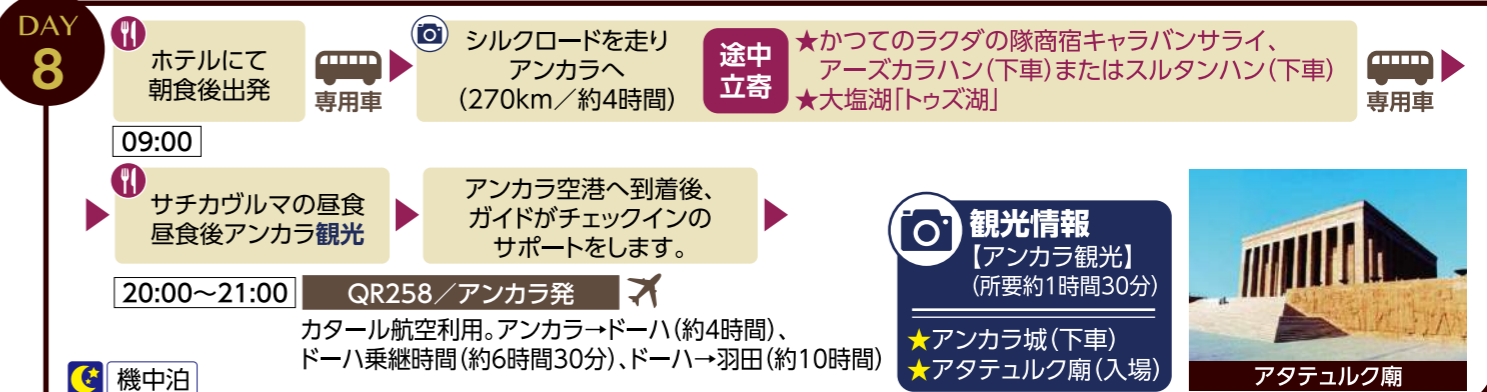 DAY
8
ホテルにて
朝食後出発
専用車
シルクロードを走り
アンカラへ
(270km/約4時間)
途中
立寄
★かつてのラクダの隊商宿キャラバンサライ、
アーズカラハン(下車)またはスルタンハン(下車)
★大塩湖「トゥズ湖」
専用車
09:00
サチカヴルマの昼食
昼食後アンカラ観光
アンカラ空港へ到着後、
ガイドがチェックインの
サポートをします。
20:00〜21:00
QR258/アンカラ発
カタール航空利用。アンカラ→ドーハ(約4時間)、
ドーハ乗継時間(約6時間30分)、ドーハ→羽田(約10時間)
機中泊
観光情報
【アンカラ観光】
(所要約1時間30分)
★アンカラ城(下車)
★アタテュルク廟(入場)
アタテュルク廟